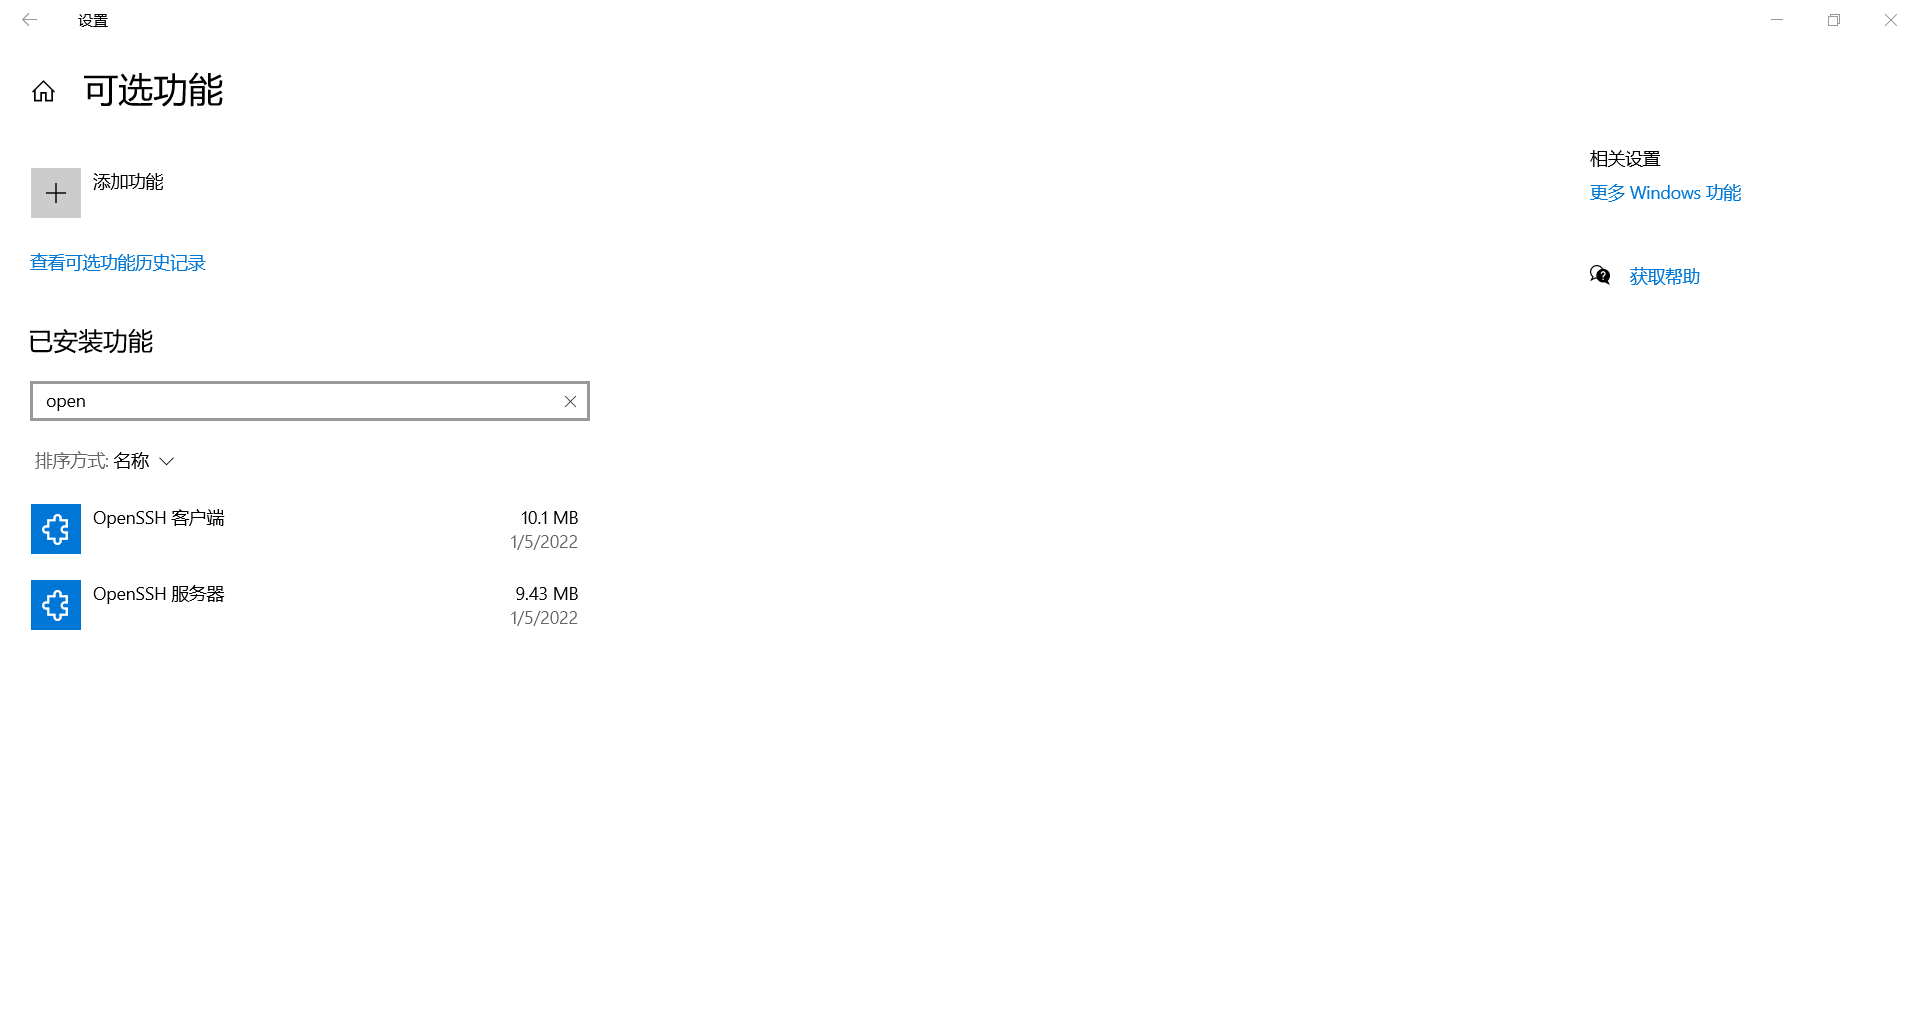 设置
可选功能
添加功能
查看可选功能历史记录
已安装功能
open
排序方式: 名称
OpenSSH 客户端
10.1 MB
1/5/2022
OpenSSH 服务器
9.43 MB
1/5/2022
相关设置
更多 Windows 功能
获取帮助